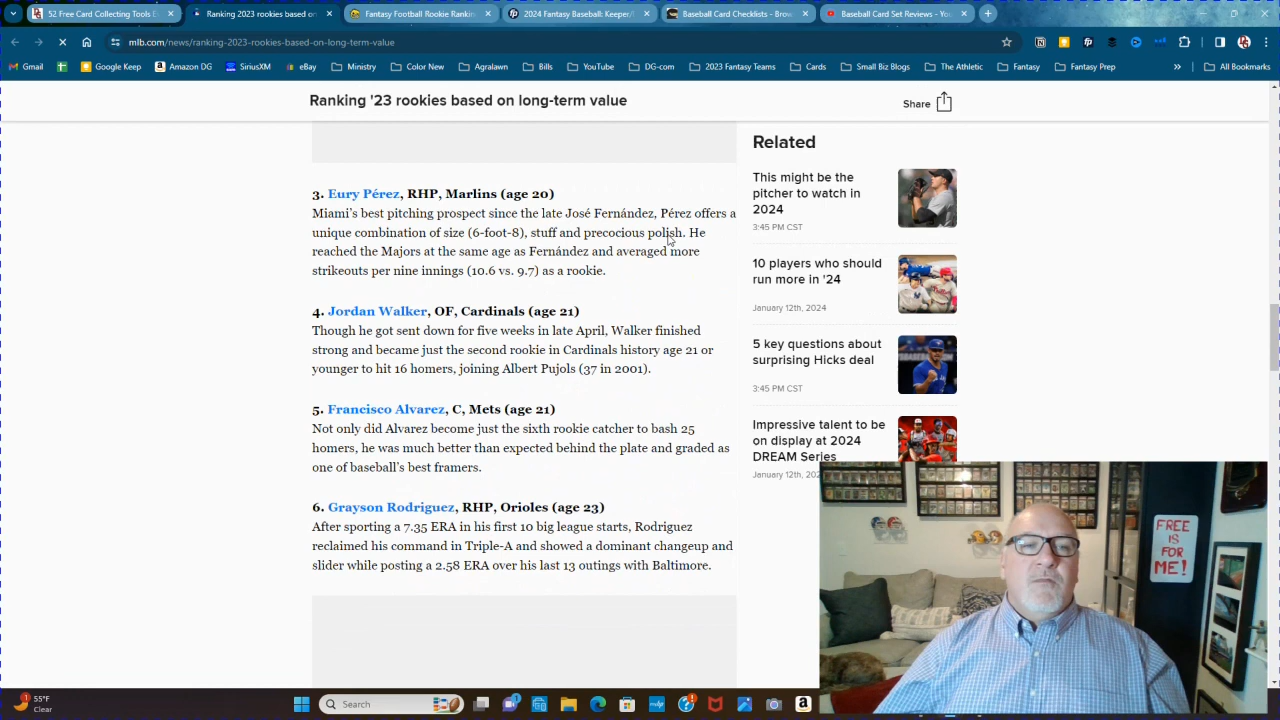 52 Free Card Collecting Tools E
Ranking 2023 rookies based on
Fantasy Football Rookie Ranking
2024 Fantasy Baseball: Keeper/
Baseball Card Checklists - Brow
Baseball Card Set Reviews - Yo
mlb.com/news/ranking-2023-rookies-based-on-long-term-value
Gmail
Google Keep
Amazon DG
SiriusXM
eBay
Ministry
Color New
Agralawn
Bills
YouTube
DG-com
2023 Fantasy Teams
Cards
Small Biz Blogs
The Athletic
Fantasy
Fantasy Prep
All Bookmarks
Ranking '23 rookies based on long-term value
Share
3. Eury Pérez, RHP, Marlins (age 20)
Miami's best pitching prospect since the late José Fernández, Pérez offers a
unique combination of size (6-foot-8), stuff and precocious polish. He
reached the Majors at the same age as Fernández and averaged more
strikeouts per nine innings (10.6 vs. 9.7) as a rookie.
4. Jordan Walker, OF, Cardinals (age 21)
Though he got sent down for five weeks in late April, Walker finished
strong and became just the second rookie in Cardinals history age 21 or
younger to hit 16 homers, joining Albert Pujols (37 in 2001).
5. Francisco Alvarez, C, Mets (age 21)
Not only did Alvarez become just the sixth rookie catcher to bash 25
homers, he was much better than expected behind the plate and graded as
one of baseball's best framers.
6. Grayson Rodriguez, RHP, Orioles (age 23)
After sporting a 7.35 ERA in his first 10 big league starts, Rodriguez
reclaimed his command in Triple-A and showed a dominant changeup and
slider while posting a 2.58 ERA over his last 13 outings with Baltimore.
Related
This might be the
pitcher to watch in
2024
3:45 PM CST
10 players who should
run more in '24
January 12th, 2024
5 key questions about
surprising Hicks deal
3:45 PM CST
Impressive talent to be
on display at 2024
DREAM Series
January 12th, 202
FREE
IS
FOR
ME!
55°F
Clear
Search